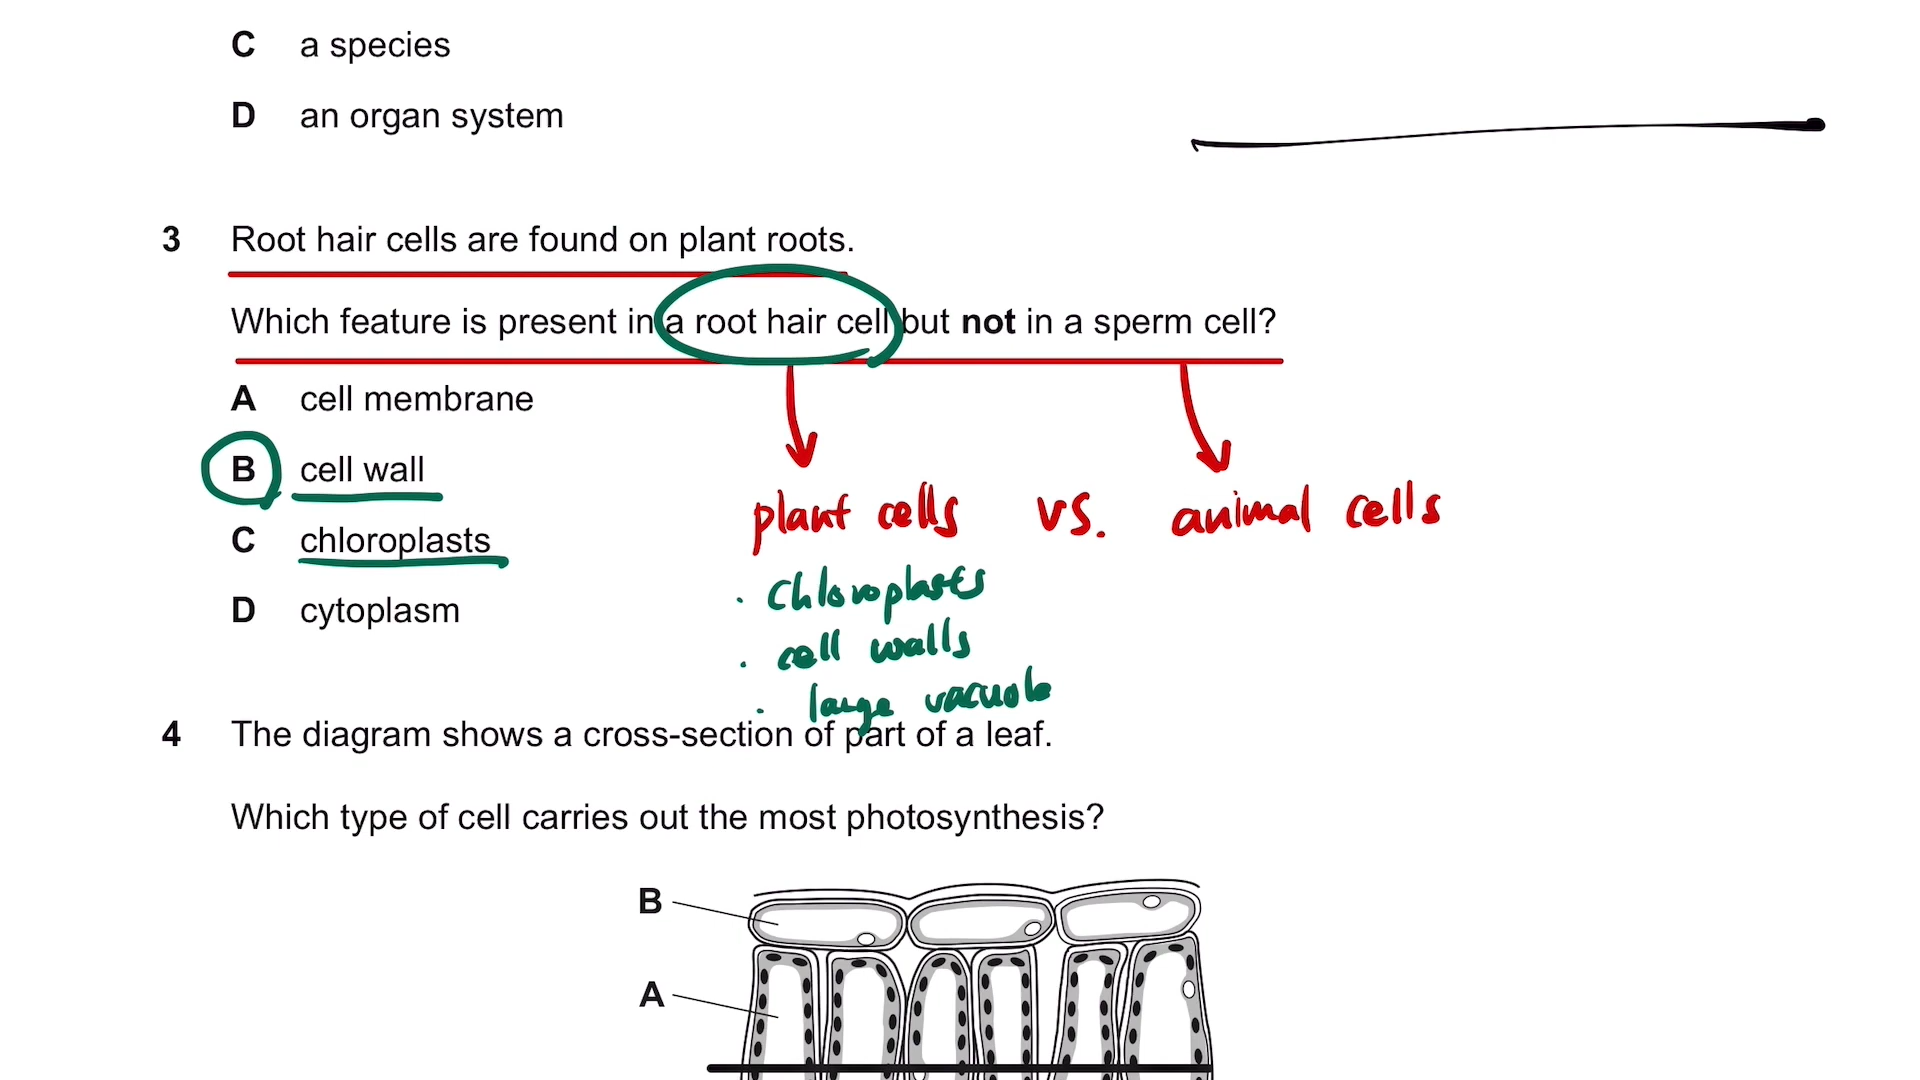 C a species
D an organ system
3 Root hair cells are found on plant roots.
Which feature is present in a root hair cell but not in a sperm cell?
A cell membrane
B cell wall
C chloroplasts
D cytoplasm
plant cells vs. animal cells
· Chloroplasts
· cell walls
· large vacuole
4 The diagram shows a cross-section of part of a leaf.
Which type of cell carries out the most photosynthesis?
B
A